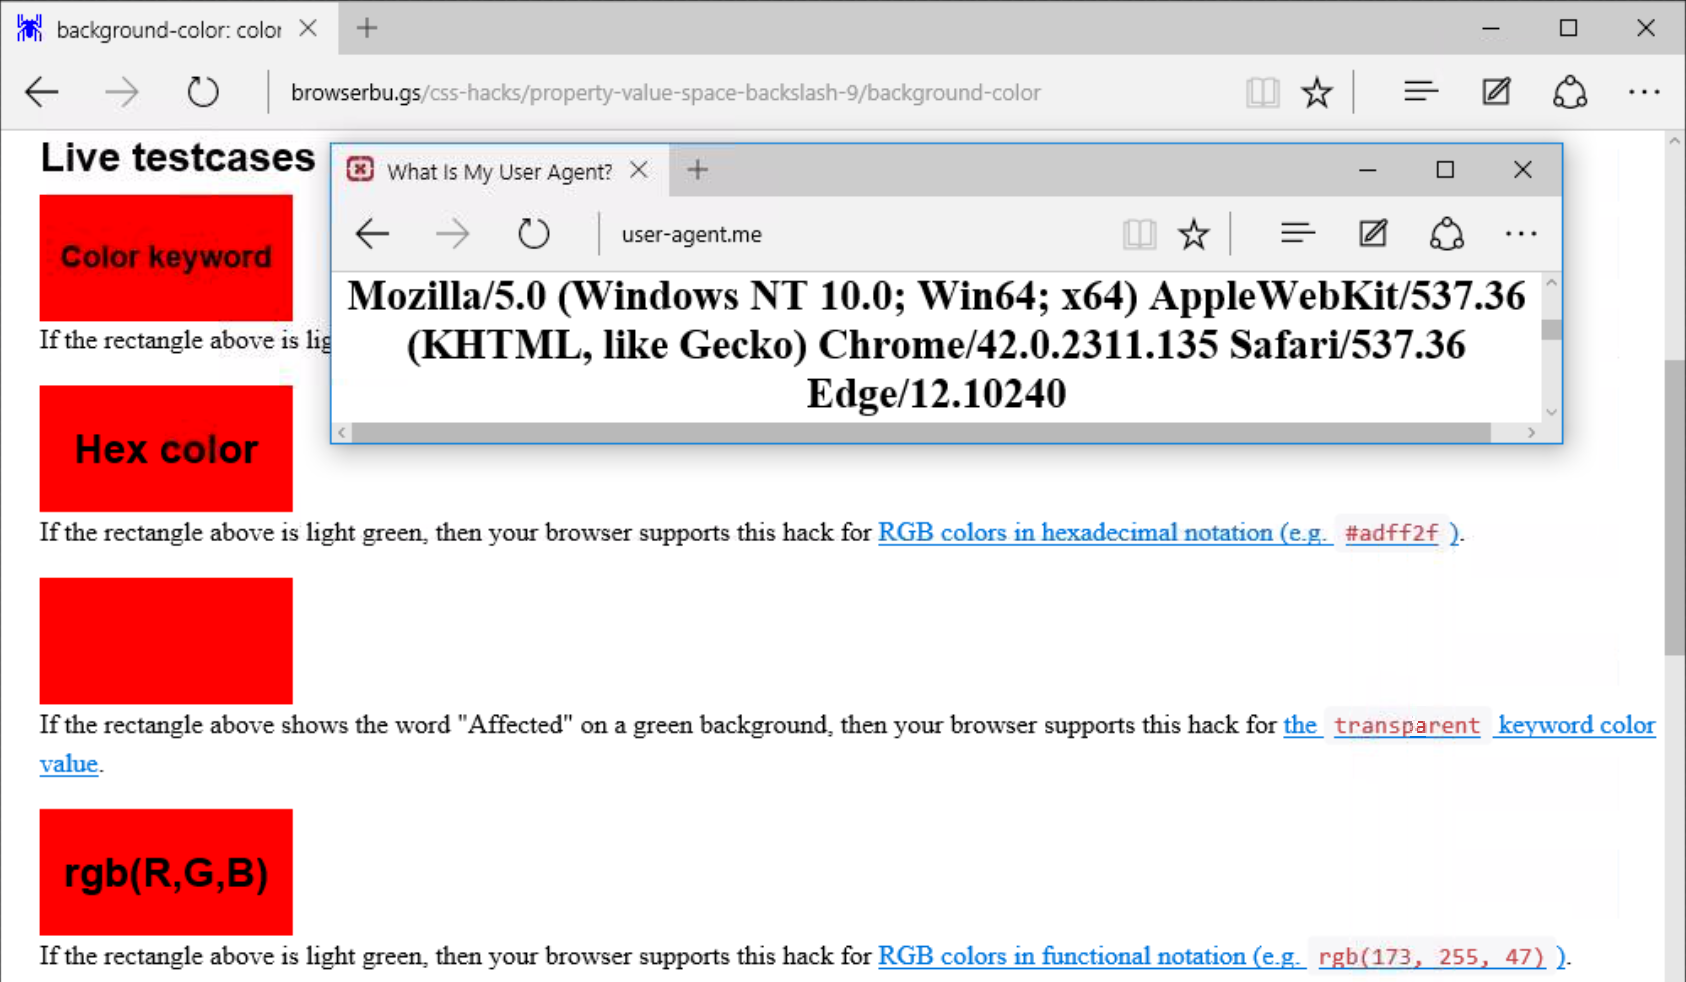 background-color: color
browserbu.gs/css-hacks/property-value-space-backslash-9/background-color
Live testcases
What Is My User Agent?
user-agent.me
Mozilla/5.0 (Windows NT 10.0; Win64; x64) AppleWebKit/537.36
(KHTML, like Gecko) Chrome/42.0.2311.135 Safari/537.36
Edge/12.10240
Color keyword
If the rectangle above is lig
Hex color
If the rectangle above is light green, then your browser supports this hack for RGB colors in hexadecimal notation (e.g. #adff2f ).
If the rectangle above shows the word "Affected" on a green background, then your browser supports this hack for the transparent keyword color
value.
rgb(R,G,B)
If the rectangle above is light green, then your browser supports this hack for RGB colors in functional notation (e.g. rgb(173, 255, 47) ).